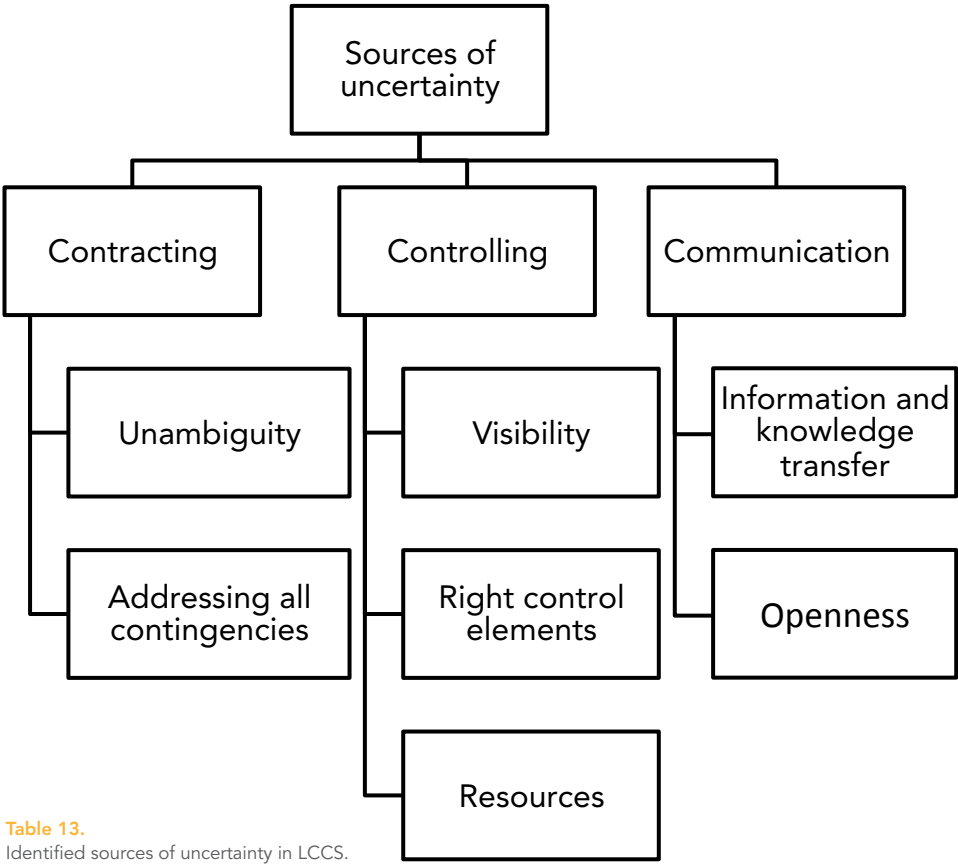 Sources of
uncertainty
Contracting
Controlling
Communication
Unambiguity
Visibility
Information and
knowledge
transfer
Addressing all
contingencies
Right control
elements
Openness
Resources
Table 13.
Identified sources of uncertainty in LCCS.